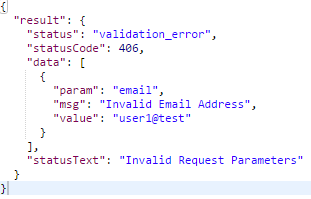 {
  "result": {
    "status": "validation_error",
    "statusCode": 406,
    "data": [
      {
        "param": "email",
        "msg": "Invalid Email Address",
        "value": "user1@test"
      }
    ],
    "statusText": "Invalid Request Parameters"
  }
}